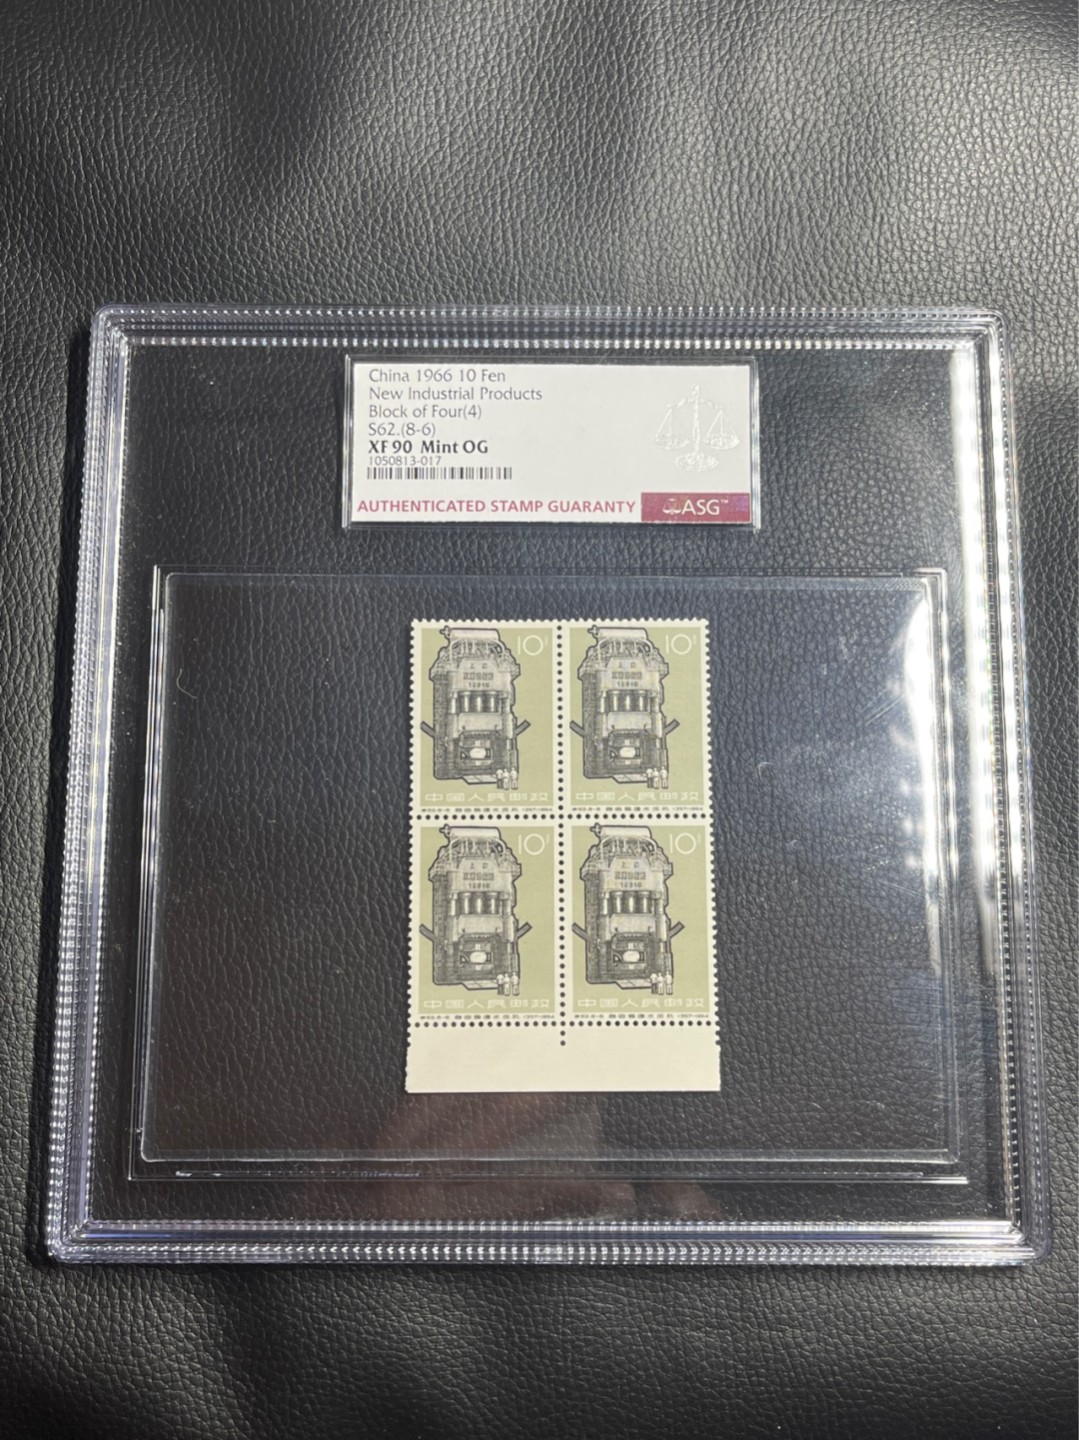 China 1966 10 Fen
New Industrial Products
Block of Four(4)
S62.(8-6)
XF 90 Mint OG
1050813-017
AUTHENTICATED STAMP GUARANTY
ASG™
10
10
中国人民邮政
中国人民邮政
10
10
中国人民邮政
中国人民邮政